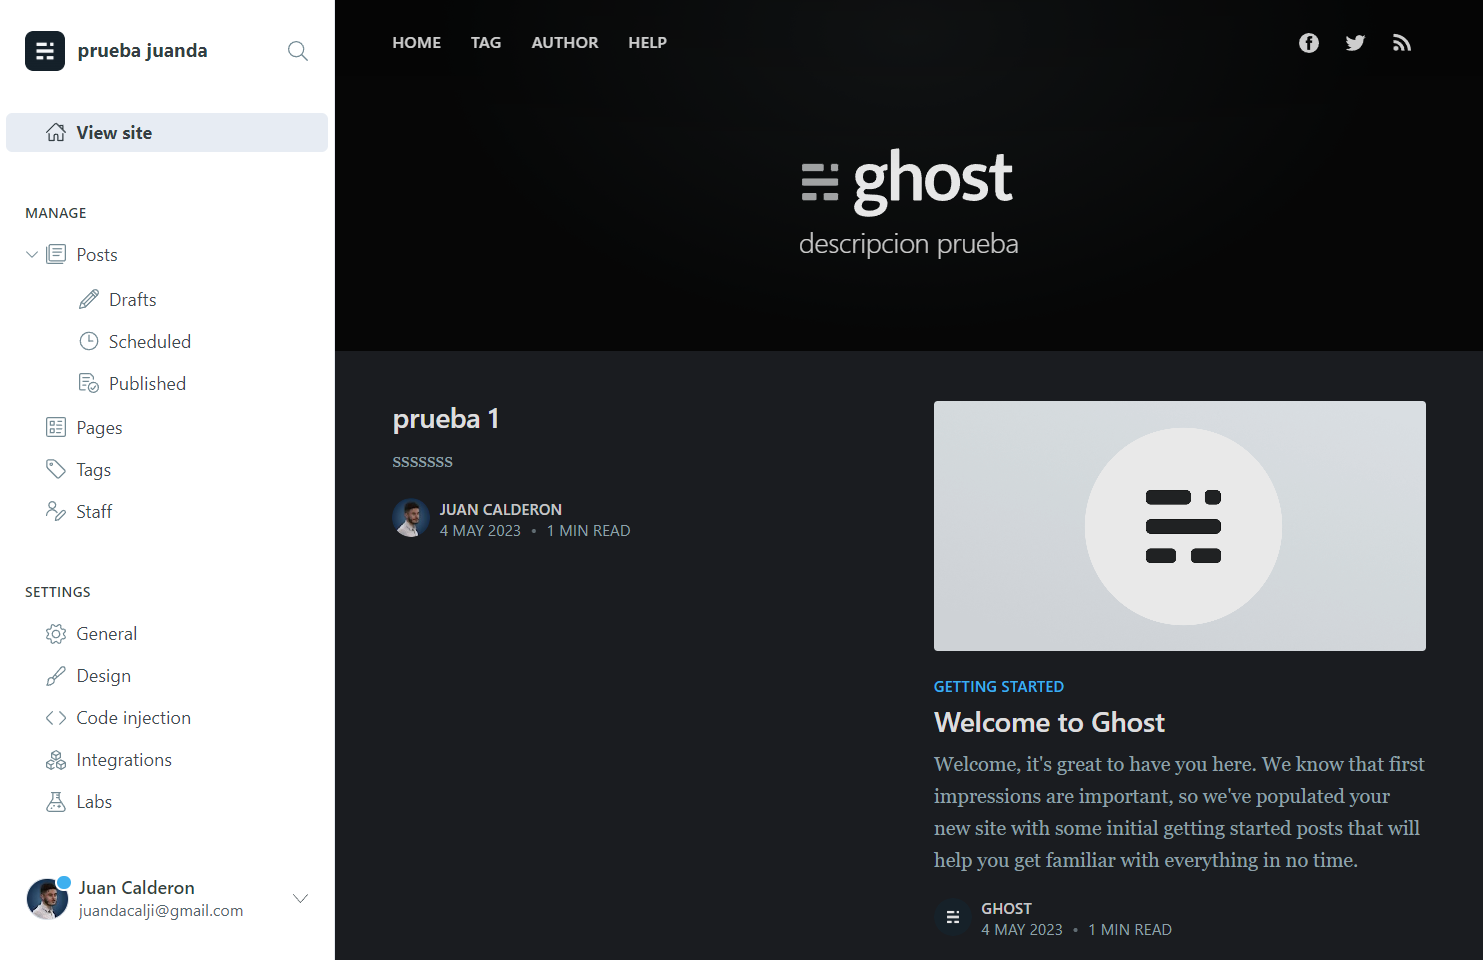 prueba juanda
View site
MANAGE
Posts
Drafts
Scheduled
Published
Pages
Tags
Staff
SETTINGS
General
Design
Code injection
Integrations
Labs
Juan Calderon
juandacalji@gmail.com
HOME TAG AUTHOR HELP
ghost
descripcion prueba
prueba 1
sssssss
JUAN CALDERON
4 MAY 2023 • 1 MIN READ
GETTING STARTED
Welcome to Ghost
Welcome, it's great to have you here. We know that first
impressions are important, so we've populated your
new site with some initial getting started posts that will
help you get familiar with everything in no time.
GHOST
4 MAY 2023 • 1 MIN READ